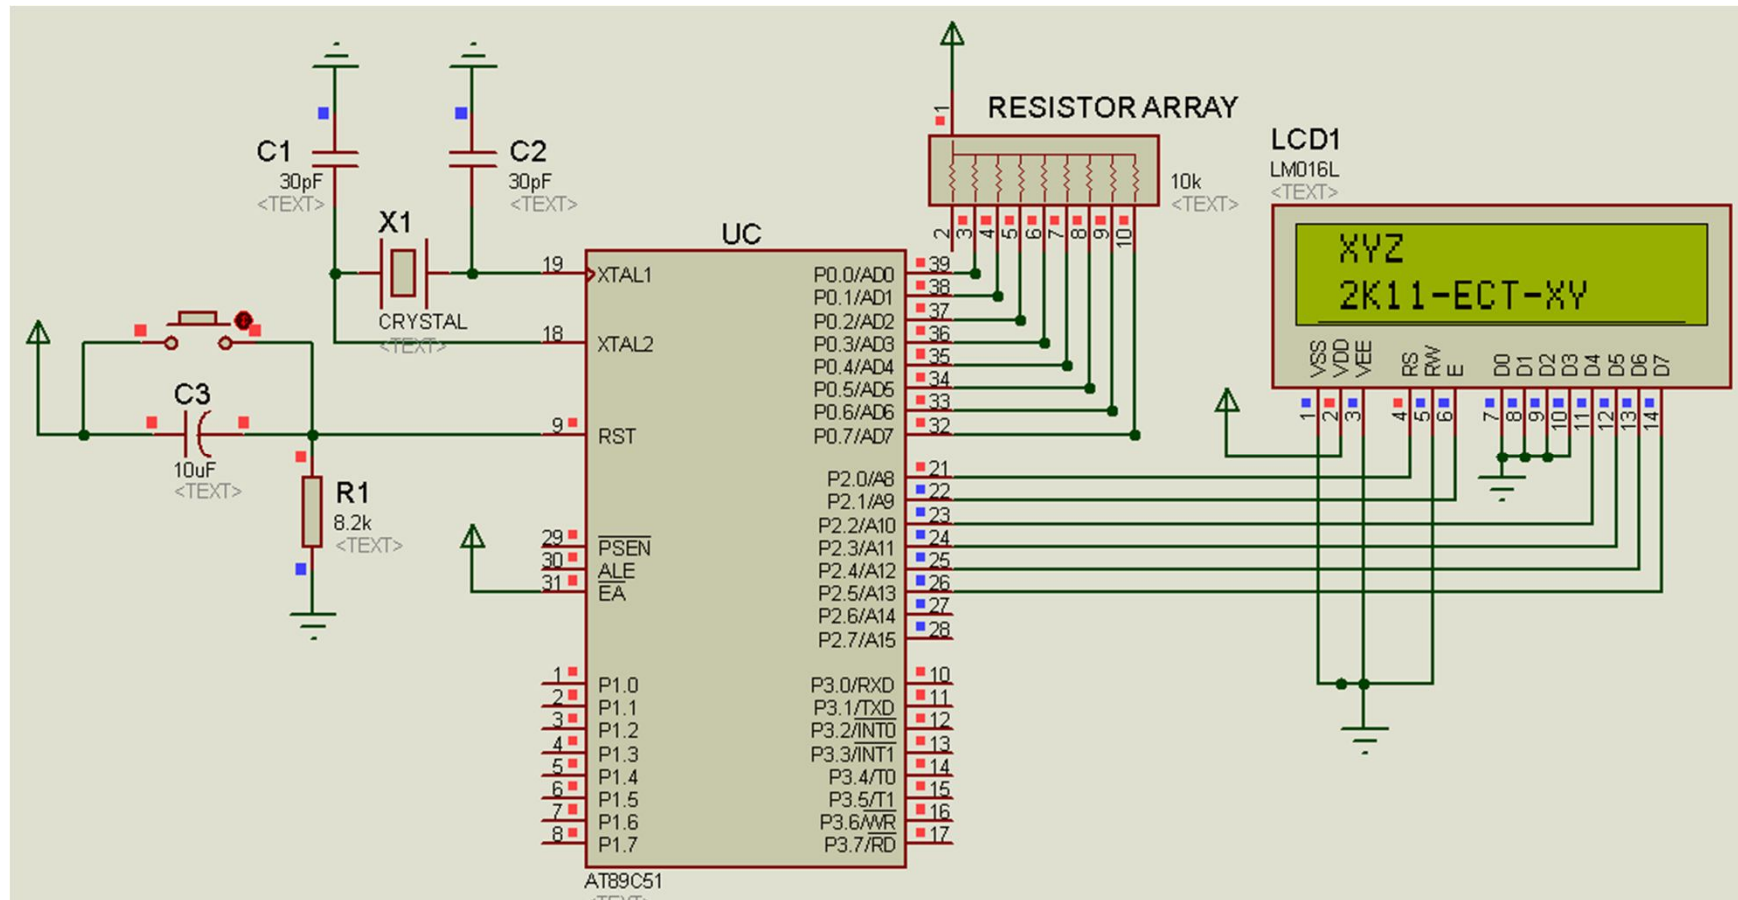 RESISTOR ARRAY
1
10k
<TEXT>
2 3 4 5 6 7 8 9 10
LCD1
LM016L
<TEXT>
XYZ
2K11-ECT-XY
VSS VDD VEE RS RW E D0 D1 D2 D3 D4 D5 D6 D7
1 2 3 4 5 6 7 8 9 10 11 12 13 14
C1
30pF
<TEXT>
C2
30pF
<TEXT>
X1
CRYSTAL
<TEXT>
C3
10uF
<TEXT>
R1
8.2k
<TEXT>
UC
19 XTAL1
18 XTAL2
9 RST
29 PSEN
30 ALE
31 EA
1 P1.0
2 P1.1
3 P1.2
4 P1.3
5 P1.4
6 P1.5
7 P1.6
8 P1.7
P0.0/AD0 39
P0.1/AD1 38
P0.2/AD2 37
P0.3/AD3 36
P0.4/AD4 35
P0.5/AD5 34
P0.6/AD6 33
P0.7/AD7 32
P2.0/A8 21
P2.1/A9 22
P2.2/A10 23
P2.3/A11 24
P2.4/A12 25
P2.5/A13 26
P2.6/A14 27
P2.7/A15 28
P3.0/RXD 10
P3.1/TXD 11
P3.2/INT0 12
P3.3/INT1 13
P3.4/T0 14
P3.5/T1 15
P3.6/WR 16
P3.7/RD 17
AT89C51
<TEXT>